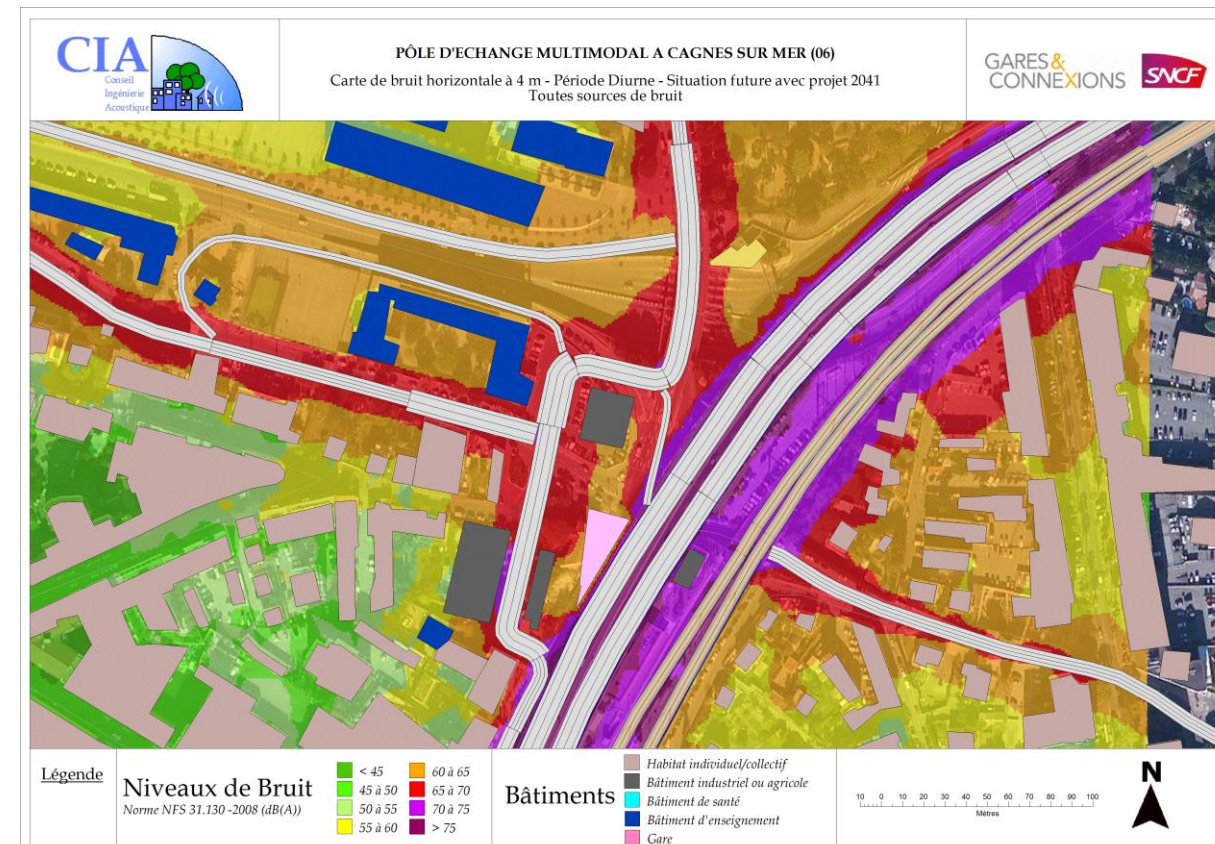 CIA
Conseil
Ingénierie
Acoustique
PÔLE D'ECHANGE MULTIMODAL A CAGNES SUR MER (06)
Carte de bruit horizontale à 4 m - Période Diurne - Situation future avec projet 2041
Toutes sources de bruit
GARES &
CONNEXIONS
SNCF
Légende
Niveaux de Bruit
Norme NFS 31.130 -2008 (dB(A))
< 45
45 à 50
50 à 55
55 à 60
60 à 65
65 à 70
70 à 75
> 75
Bâtiments
Habitat individuel/collectif
Bâtiment industriel ou agricole
Bâtiment de santé
Bâtiment d'enseignement
Gare
10 0 10 20 30 40 50 60 70 80 90 100
Mètres
N